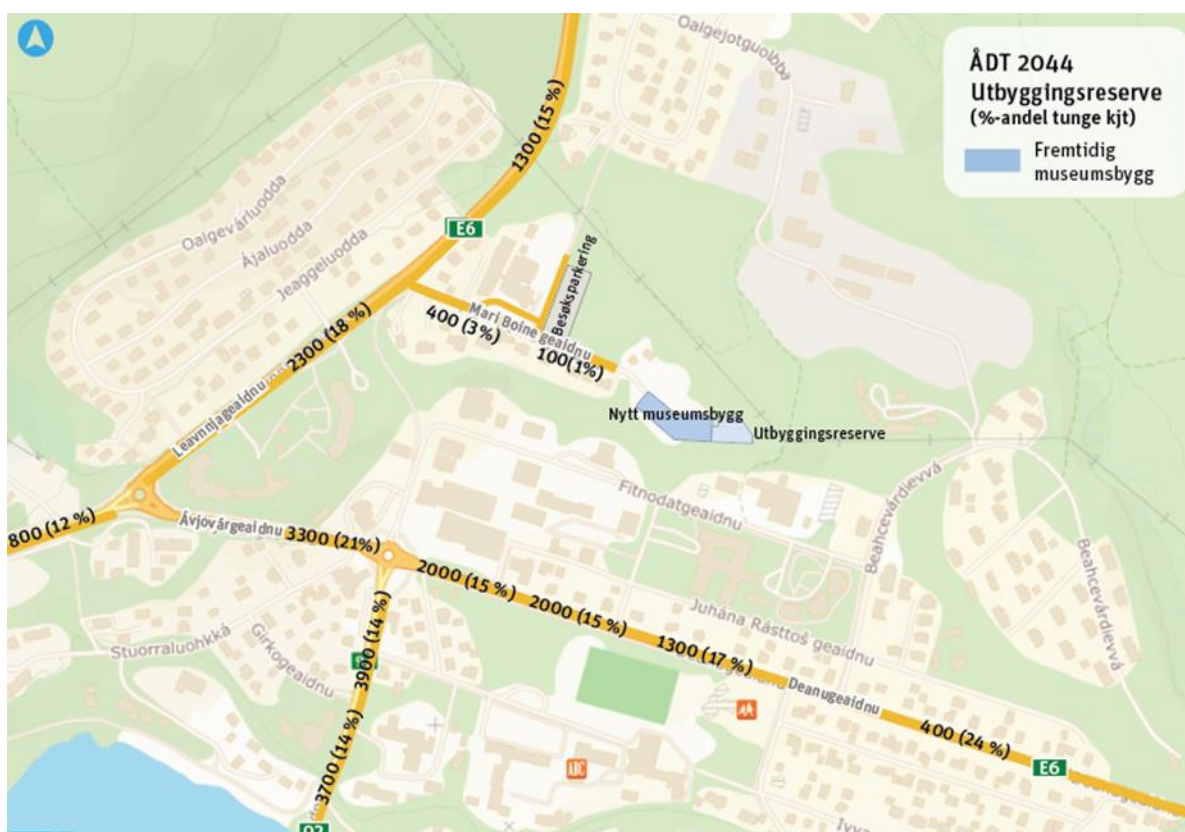 Oalgejotguolbba
ÅDT 2044
Utbyggingsreserve
(%-andel tunge kjt)
Fremtidig
museumsbygg
1300 (15 %)
Oalgevárluodda
Ájaluodda
Jeaggeluodda
E6
Besøksparkering
Mari Boine geaidnu
400 (3%)
100(1%)
2300 (18 %)
Leavnnjageaidnu
Nytt museumsbygg
Utbyggingsreserve
Fitnodatgeaidnu
Beahcevárdievvá
Beahcevárdievvá
800 (12 %)
Ávjovárgeaidnu
3300 (21%)
2000 (15 %)
2000 (15 %)
1300 (17 %)
Juhána Rásttoš geaidnu
Stuorraluohkká
Girkogeaidnu
3900 (14 %)
3700 (14 %)
Deanugeaidnu
400 (24 %)
E6
ABC
92